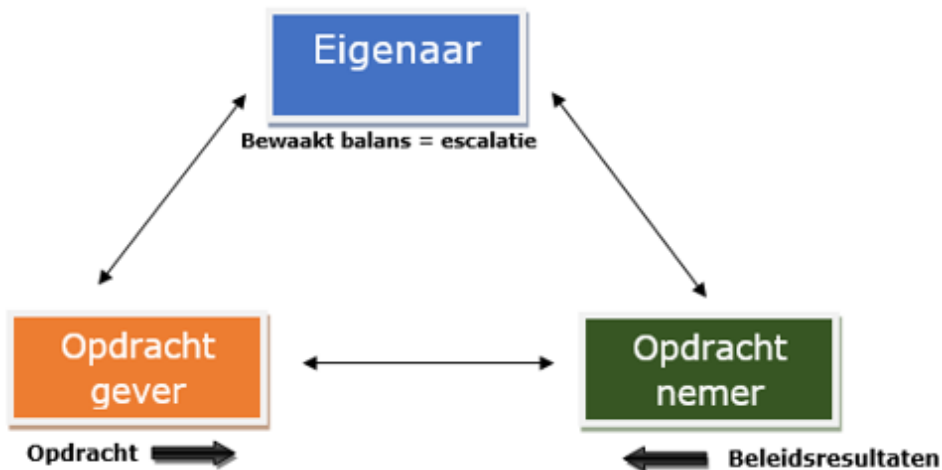 Eigenaar
Bewaakt balans = escalatie
Opdracht
gever
Opdracht
nemer
Opdracht
Beleidsresultaten